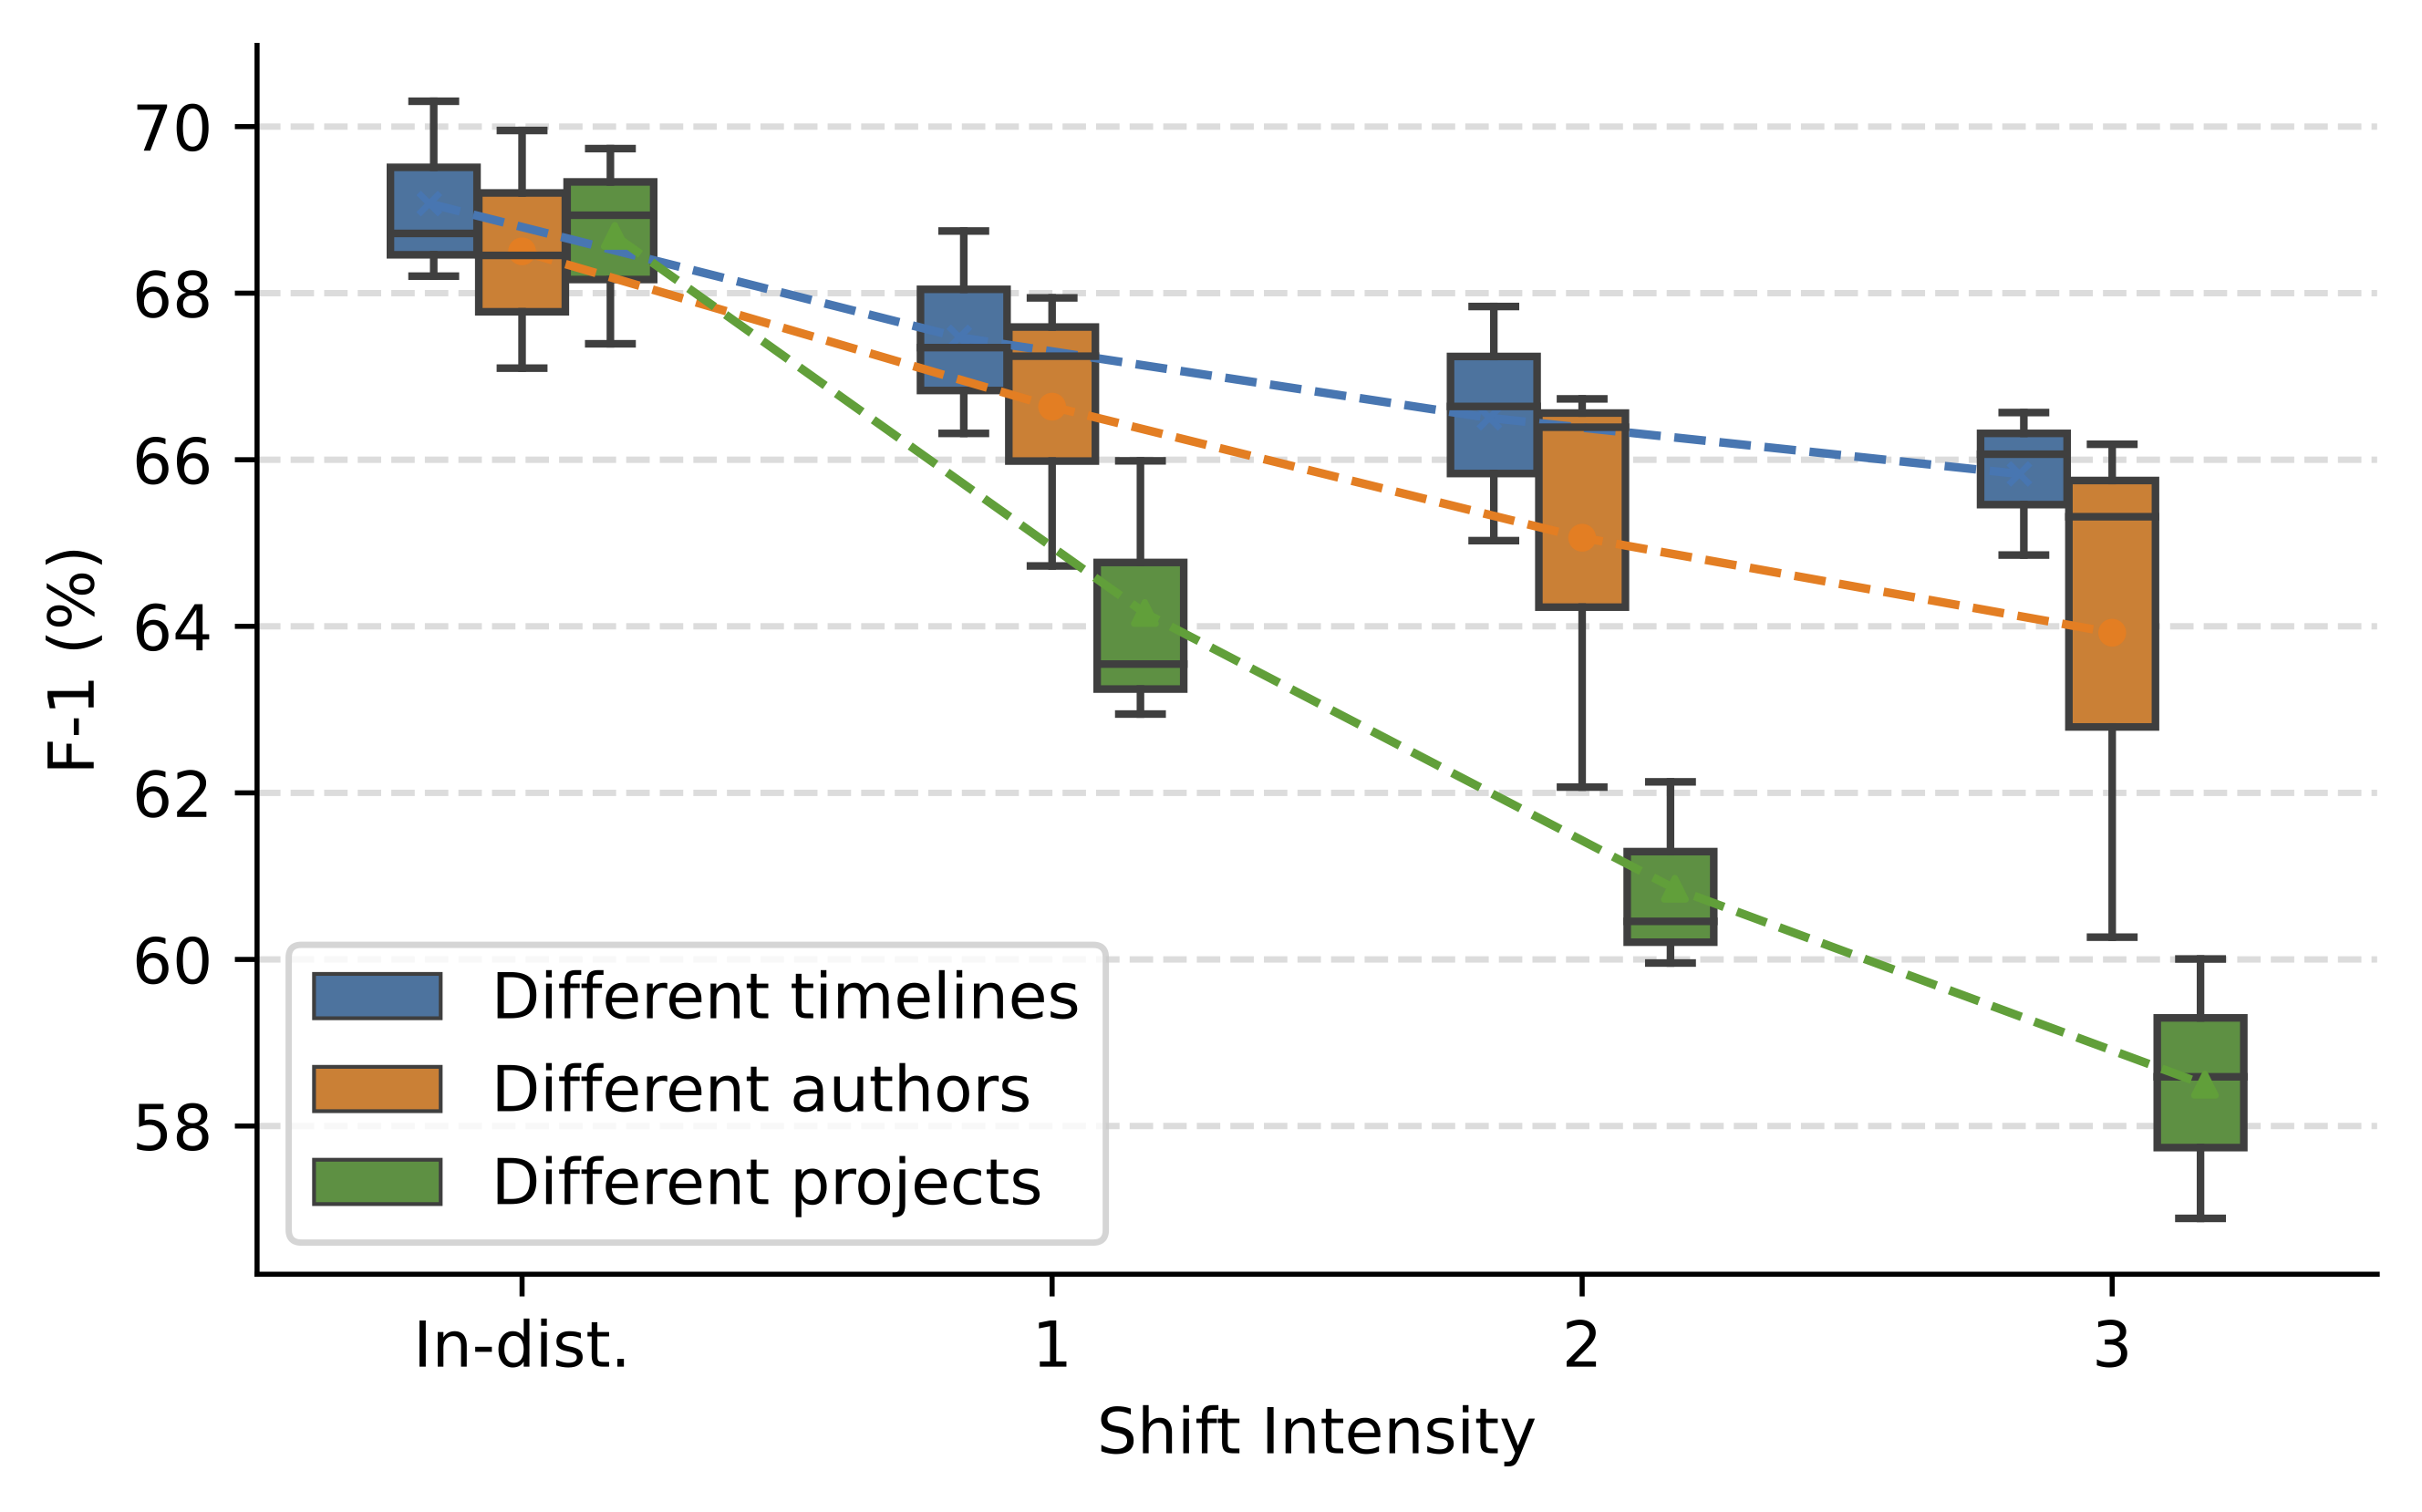 F-1 (%)
70
68
66
64
62
60
58
Different timelines
Different authors
Different projects
In-dist.
1
2
3
Shift Intensity